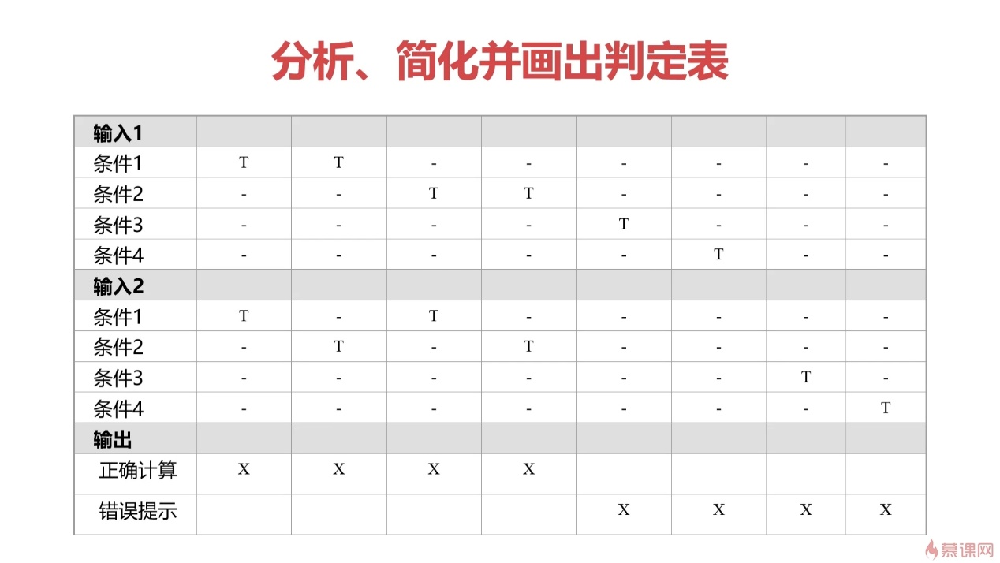 分析、简化并画出判定表
输入1
条件1 T T - - - - - -
条件2 - - T T - - - -
条件3 - - - - T - - -
条件4 - - - - - T - -
输入2
条件1 T - T - - - - -
条件2 - T - T - - - -
条件3 - - - - - - T -
条件4 - - - - - - - T
输出
正确计算 X X X X
错误提示 X X X X
慕课网